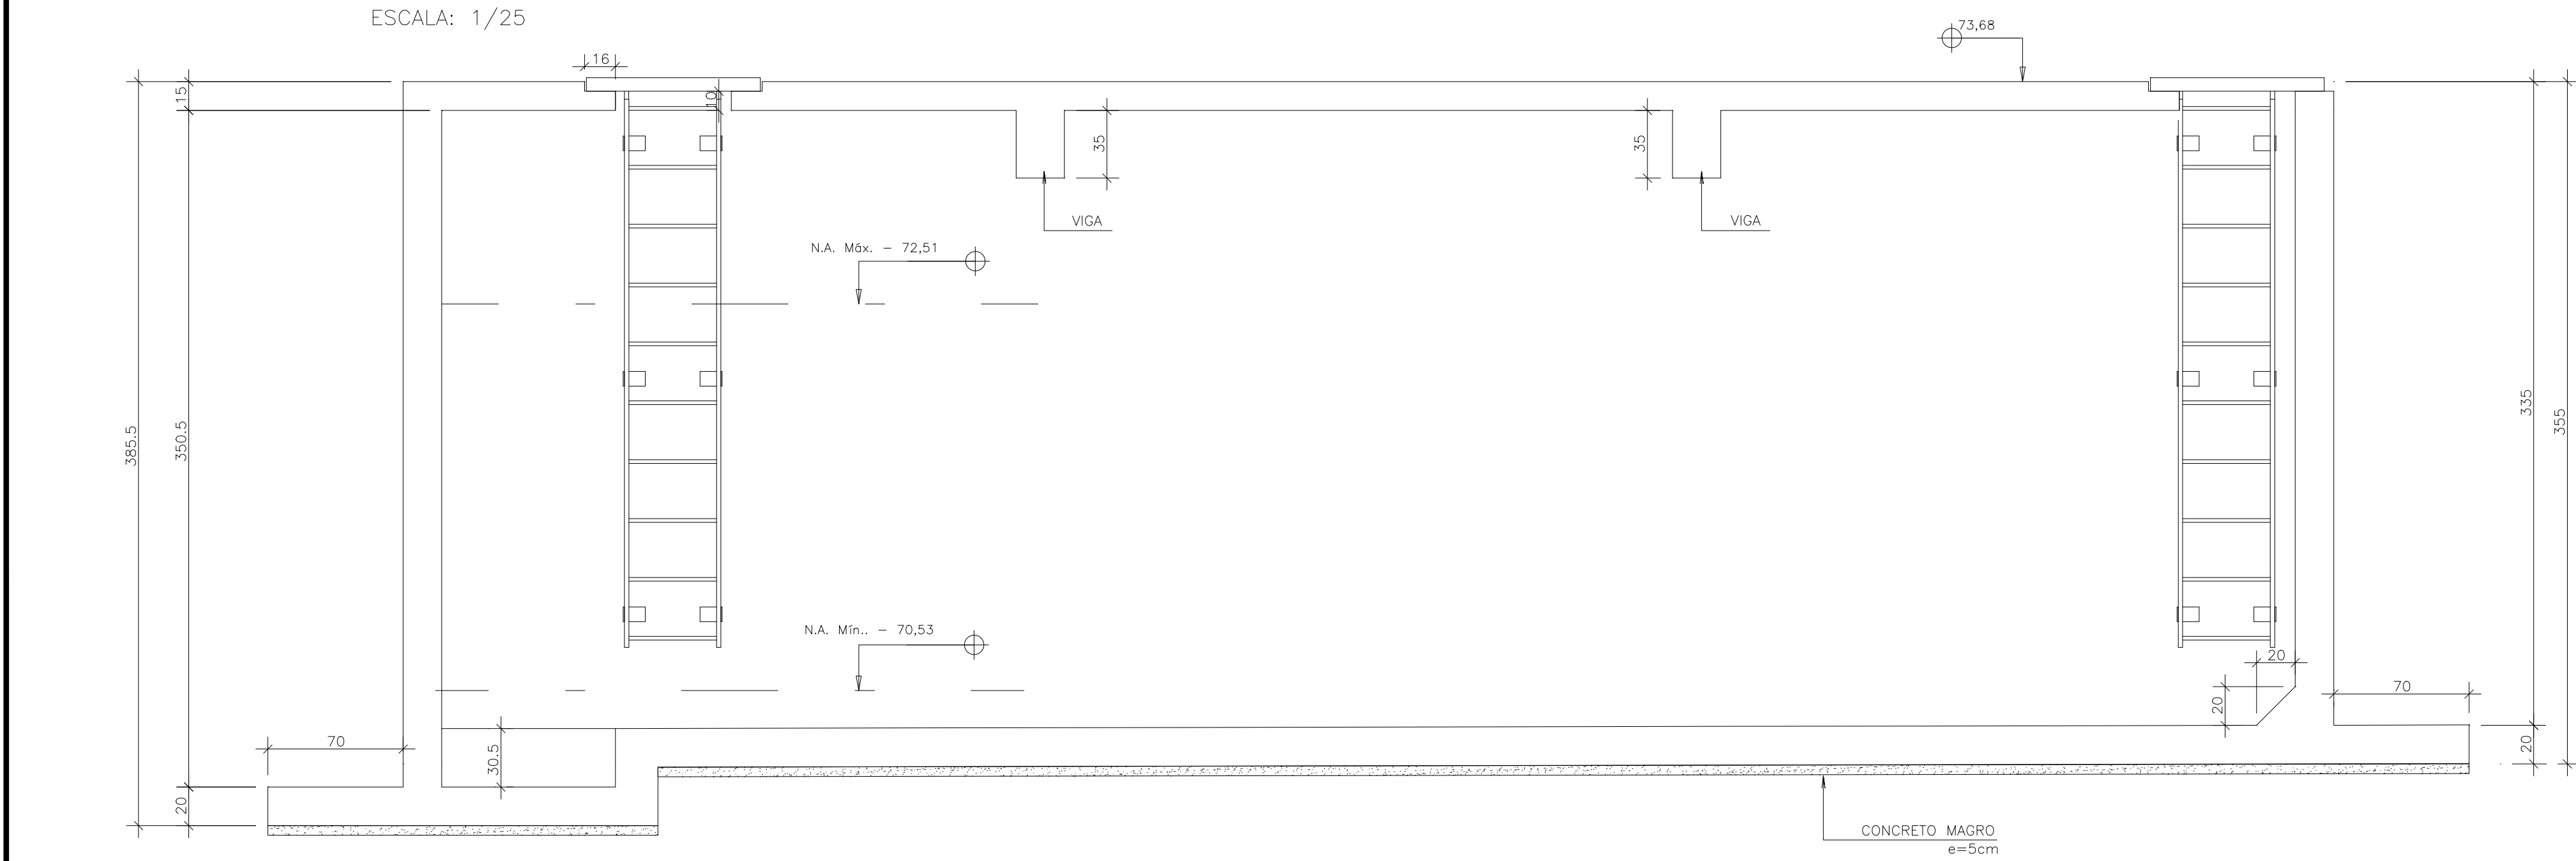 ESCALA: 1/25
73,68
16
15
10
35
35
VIGA
VIGA
N.A. Máx. - 72,51
385.5
350.5
335
355
N.A. Mín.. - 70,53
20
20
70
70
30.5
20
20
CONCRETO MAGRO
e=5cm